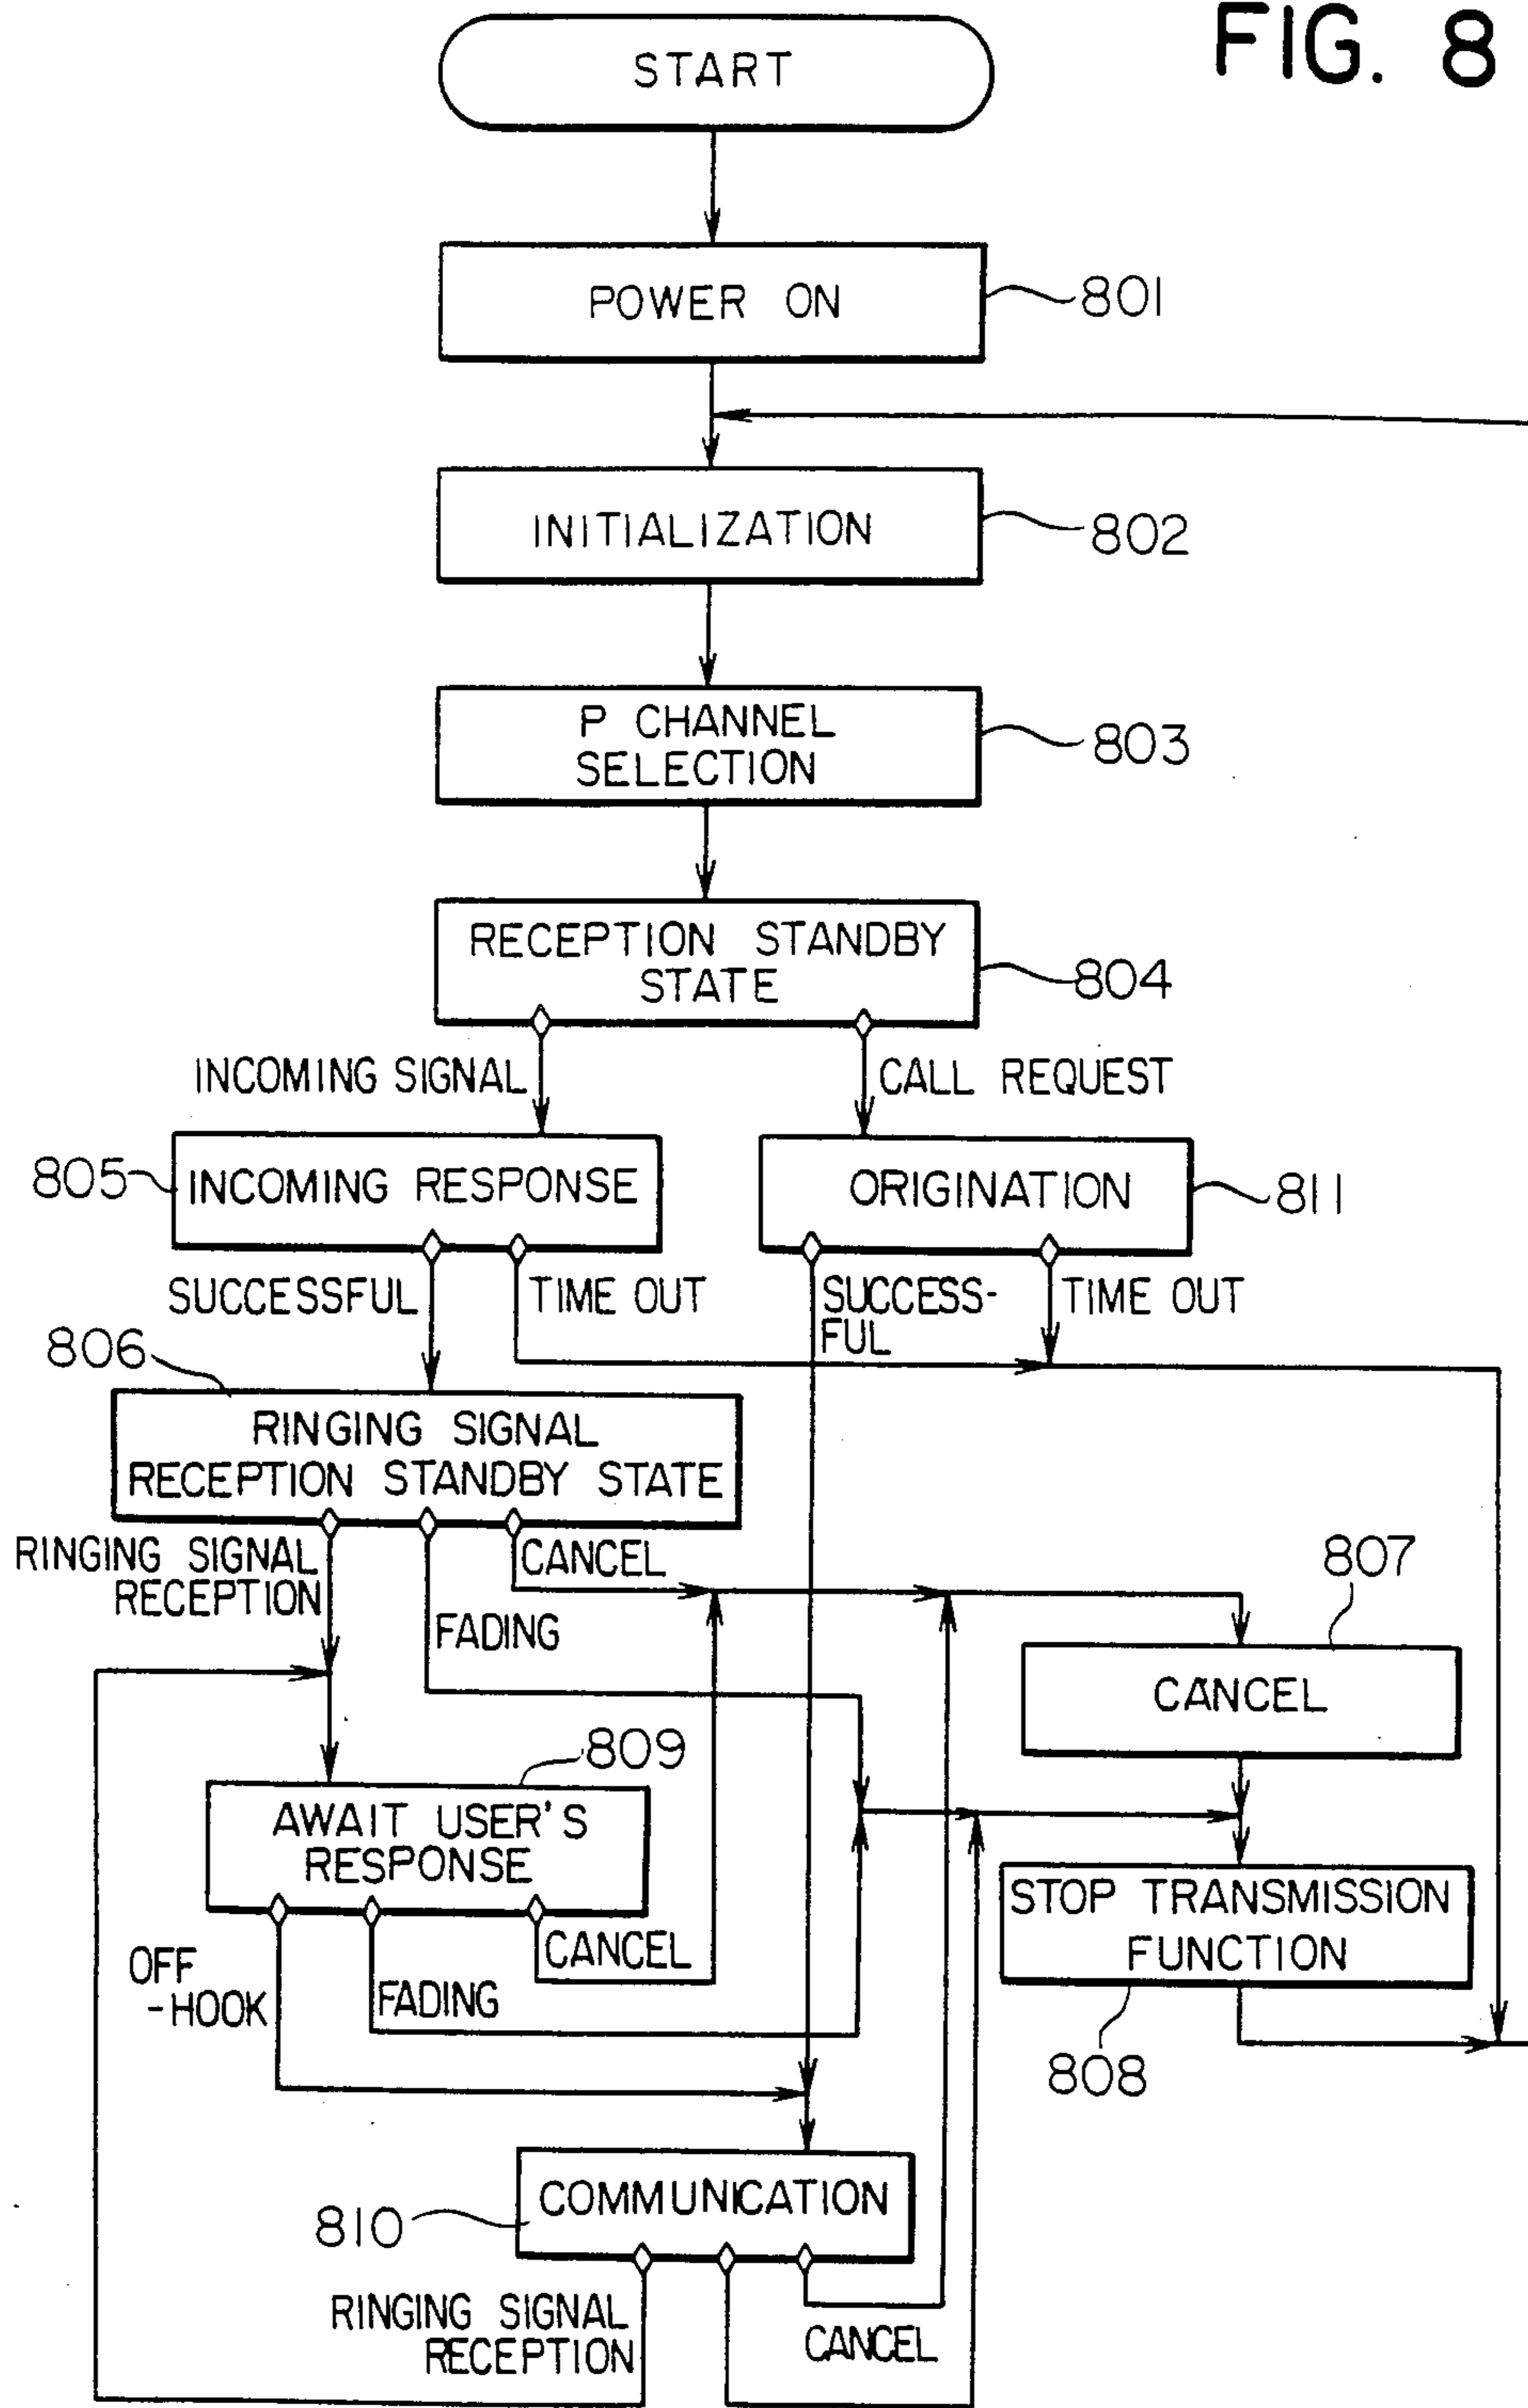 FIG. 8
START
POWER ON
801
INITIALIZATION
802
P CHANNEL
SELECTION
803
RECEPTION STANDBY
STATE
804
INCOMING SIGNAL
CALL REQUEST
805
INCOMING RESPONSE
ORIGINATION
811
SUCCESSFUL
TIME OUT
SUCCESS-
FUL
TIME OUT
806
RINGING SIGNAL
RECEPTION STANDBY STATE
RINGING SIGNAL
RECEPTION
FADING
CANCEL
807
CANCEL
809
AWAIT USER'S
RESPONSE
OFF
-HOOK
FADING
CANCEL
STOP TRANSMISSION
FUNCTION
808
COMMUNICATION
810
RINGING SIGNAL
RECEPTION
CANCEL